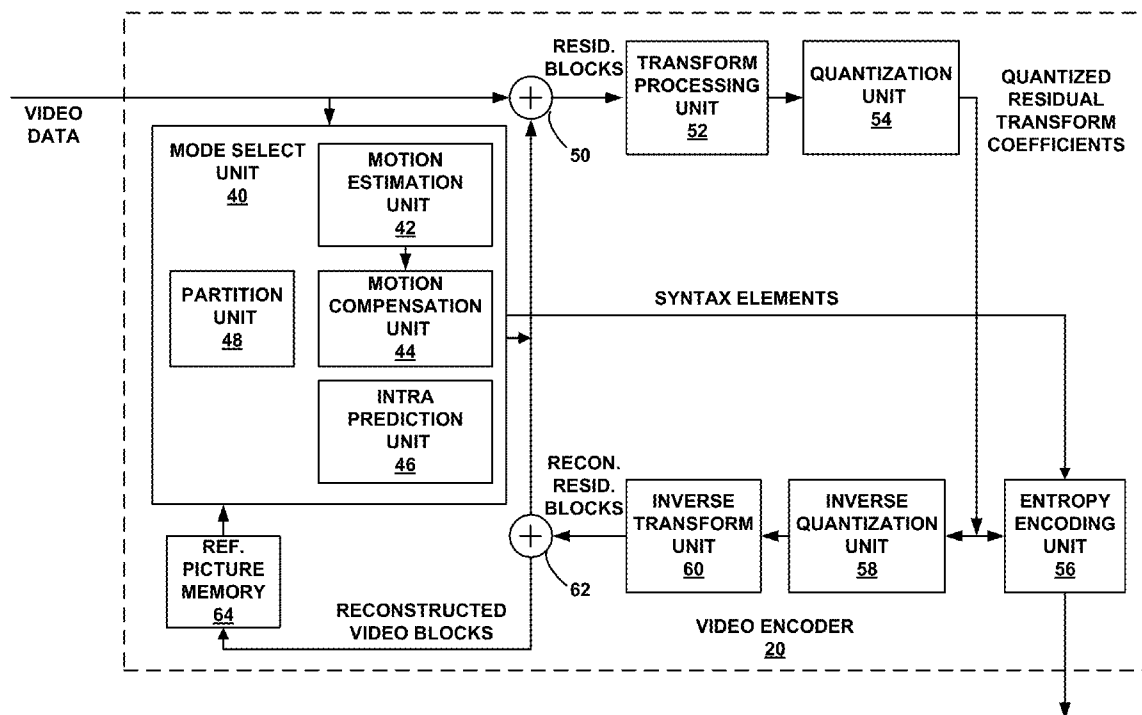 VIDEO
DATA
MODE SELECT
UNIT
40
MOTION
ESTIMATION
UNIT
42
PARTITION
UNIT
48
MOTION
COMPENSATION
UNIT
44
INTRA
PREDICTION
UNIT
46
REF.
PICTURE
MEMORY
64
RESID.
BLOCKS
50
TRANSFORM
PROCESSING
UNIT
52
QUANTIZATION
UNIT
54
QUANTIZED
RESIDUAL
TRANSFORM
COEFFICIENTS
SYNTAX ELEMENTS
RECON.
RESID.
BLOCKS
62
INVERSE
TRANSFORM
UNIT
60
INVERSE
QUANTIZATION
UNIT
58
ENTROPY
ENCODING
UNIT
56
RECONSTRUCTED
VIDEO BLOCKS
VIDEO ENCODER
20